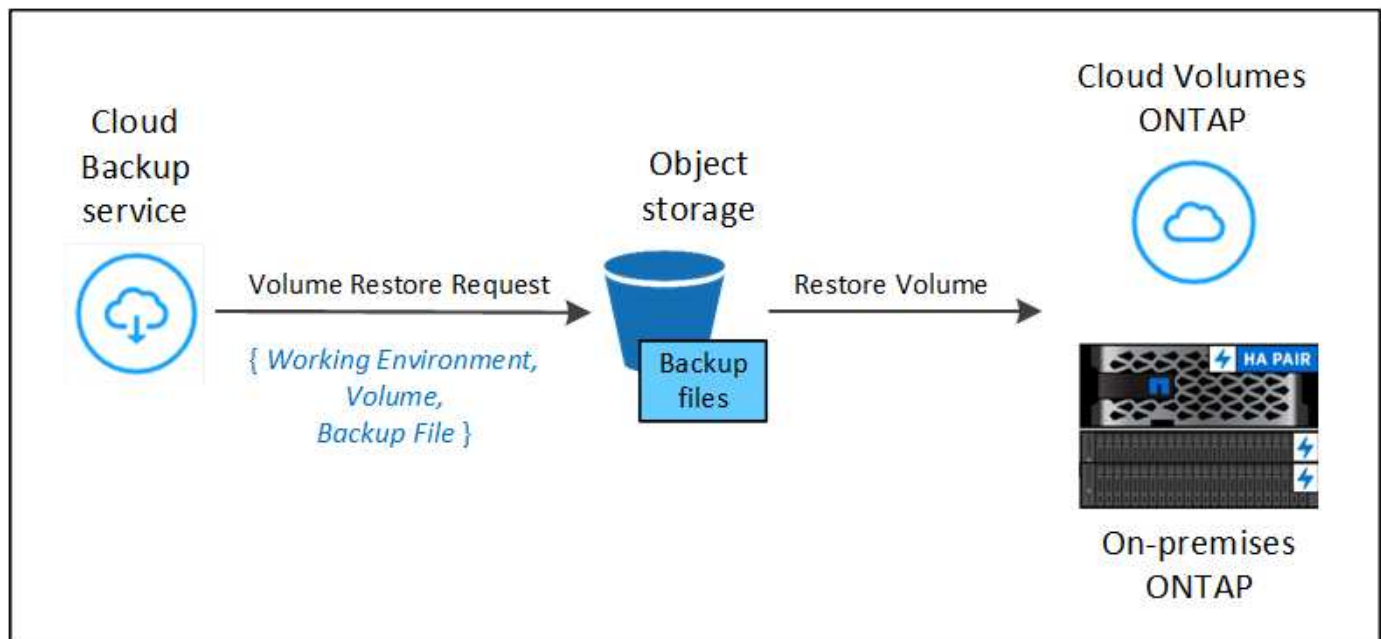 Cloud
Backup
service
Volume Restore Request
{ Working Environment,
Volume,
Backup File }
Object
storage
Backup
files
Restore Volume
Cloud Volumes
ONTAP
HA PAIR
On-premises
ONTAP